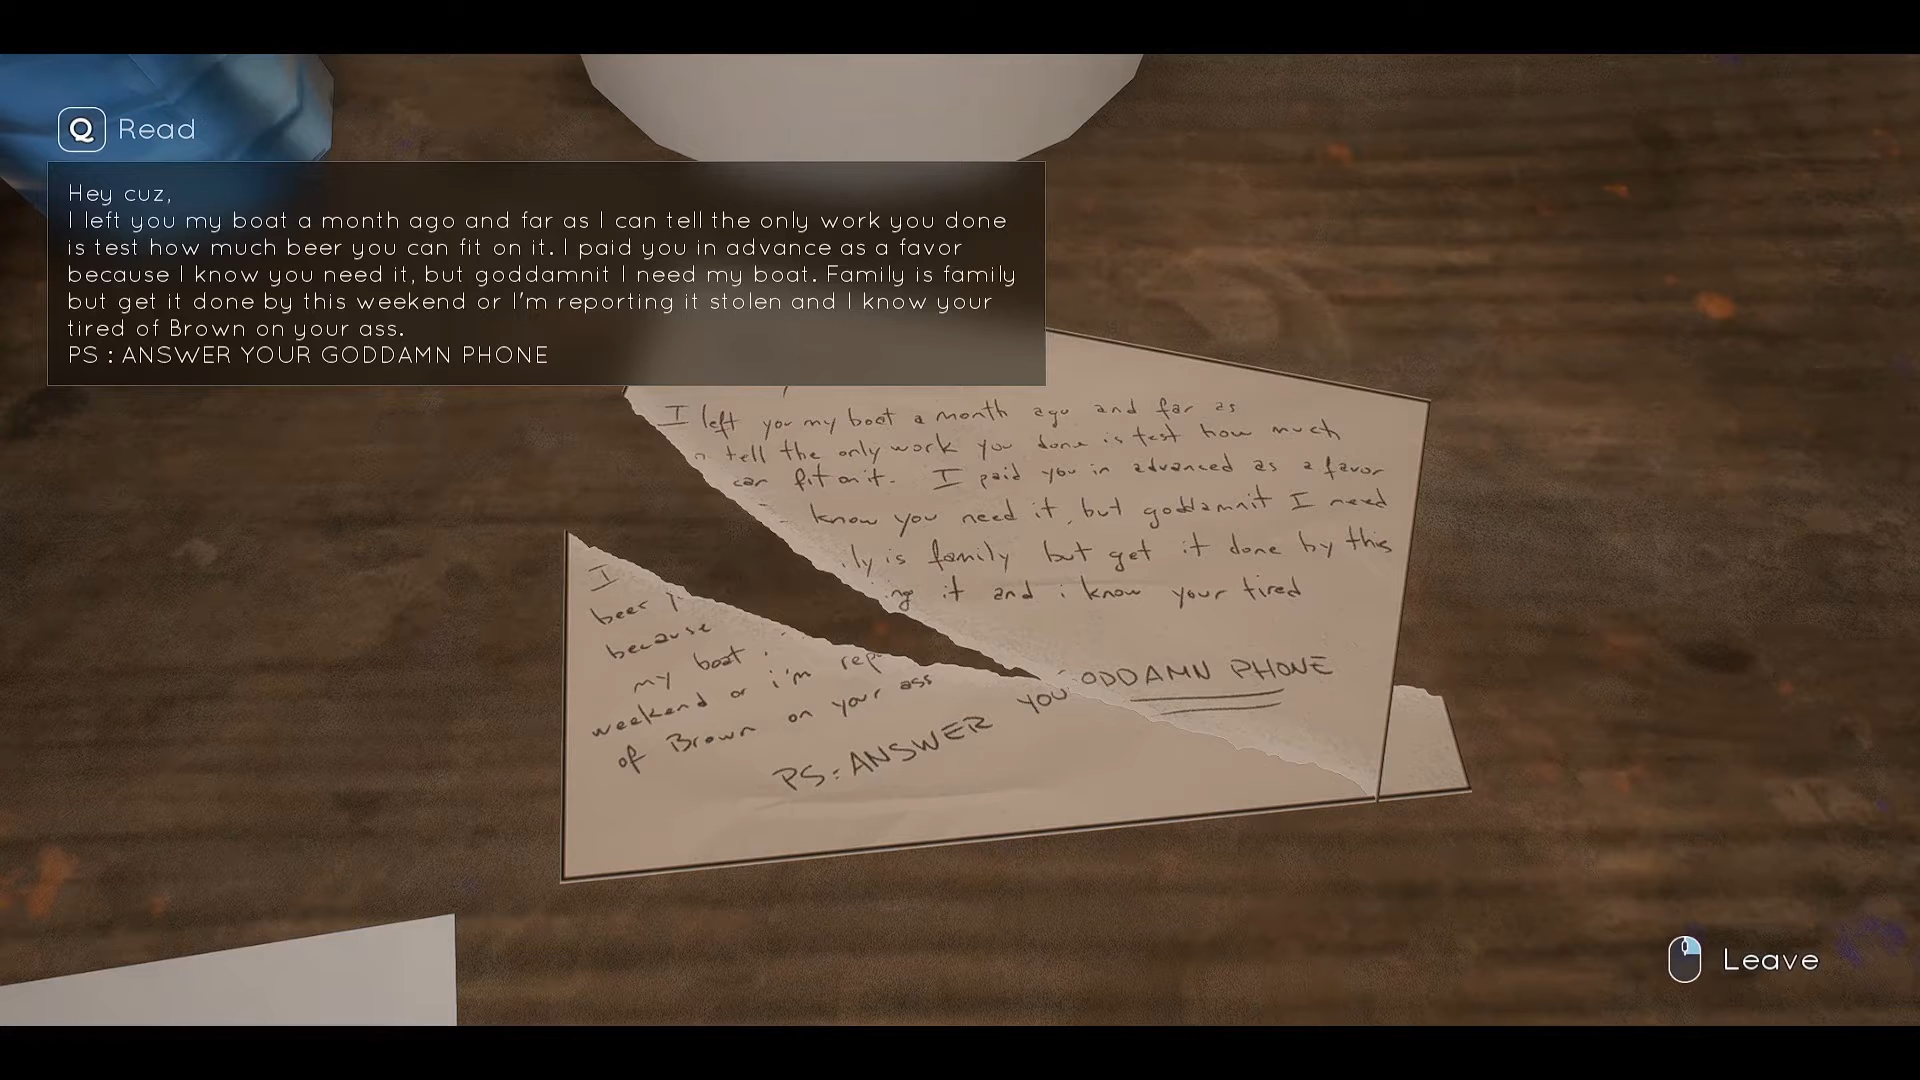 Q Read
Hey cuz,
I left you my boat a month ago and far as I can tell the only work you done
is test how much beer you can fit on it. I paid you in advance as a favor
because I know you need it, but goddamnit I need my boat. Family is family
but get it done by this weekend or I'm reporting it stolen and I know your
tired of Brown on your ass.
PS : ANSWER YOUR GODDAMN PHONE
I left you my boat a month ago and far as
tell the only work you done is test how much
can fit on it. I paid you in advanced as a favor
know you need it, but goddamnit I need
ly is family but get it done by this
ng it and i know your tired
ODDAMN PHONE
I
beer
because
my boat.
weekend or i'm rep
of Brown on your ass
PS: ANSWER YOU
Leave